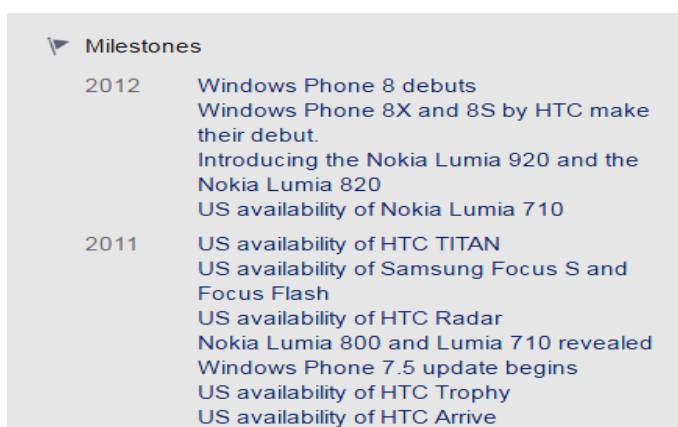 Milestones
2012 Windows Phone 8 debuts
Windows Phone 8X and 8S by HTC make
their debut.
Introducing the Nokia Lumia 920 and the
Nokia Lumia 820
US availability of Nokia Lumia 710
2011 US availability of HTC TITAN
US availability of Samsung Focus S and
Focus Flash
US availability of HTC Radar
Nokia Lumia 800 and Lumia 710 revealed
Windows Phone 7.5 update begins
US availability of HTC Trophy
US availability of HTC Arrive